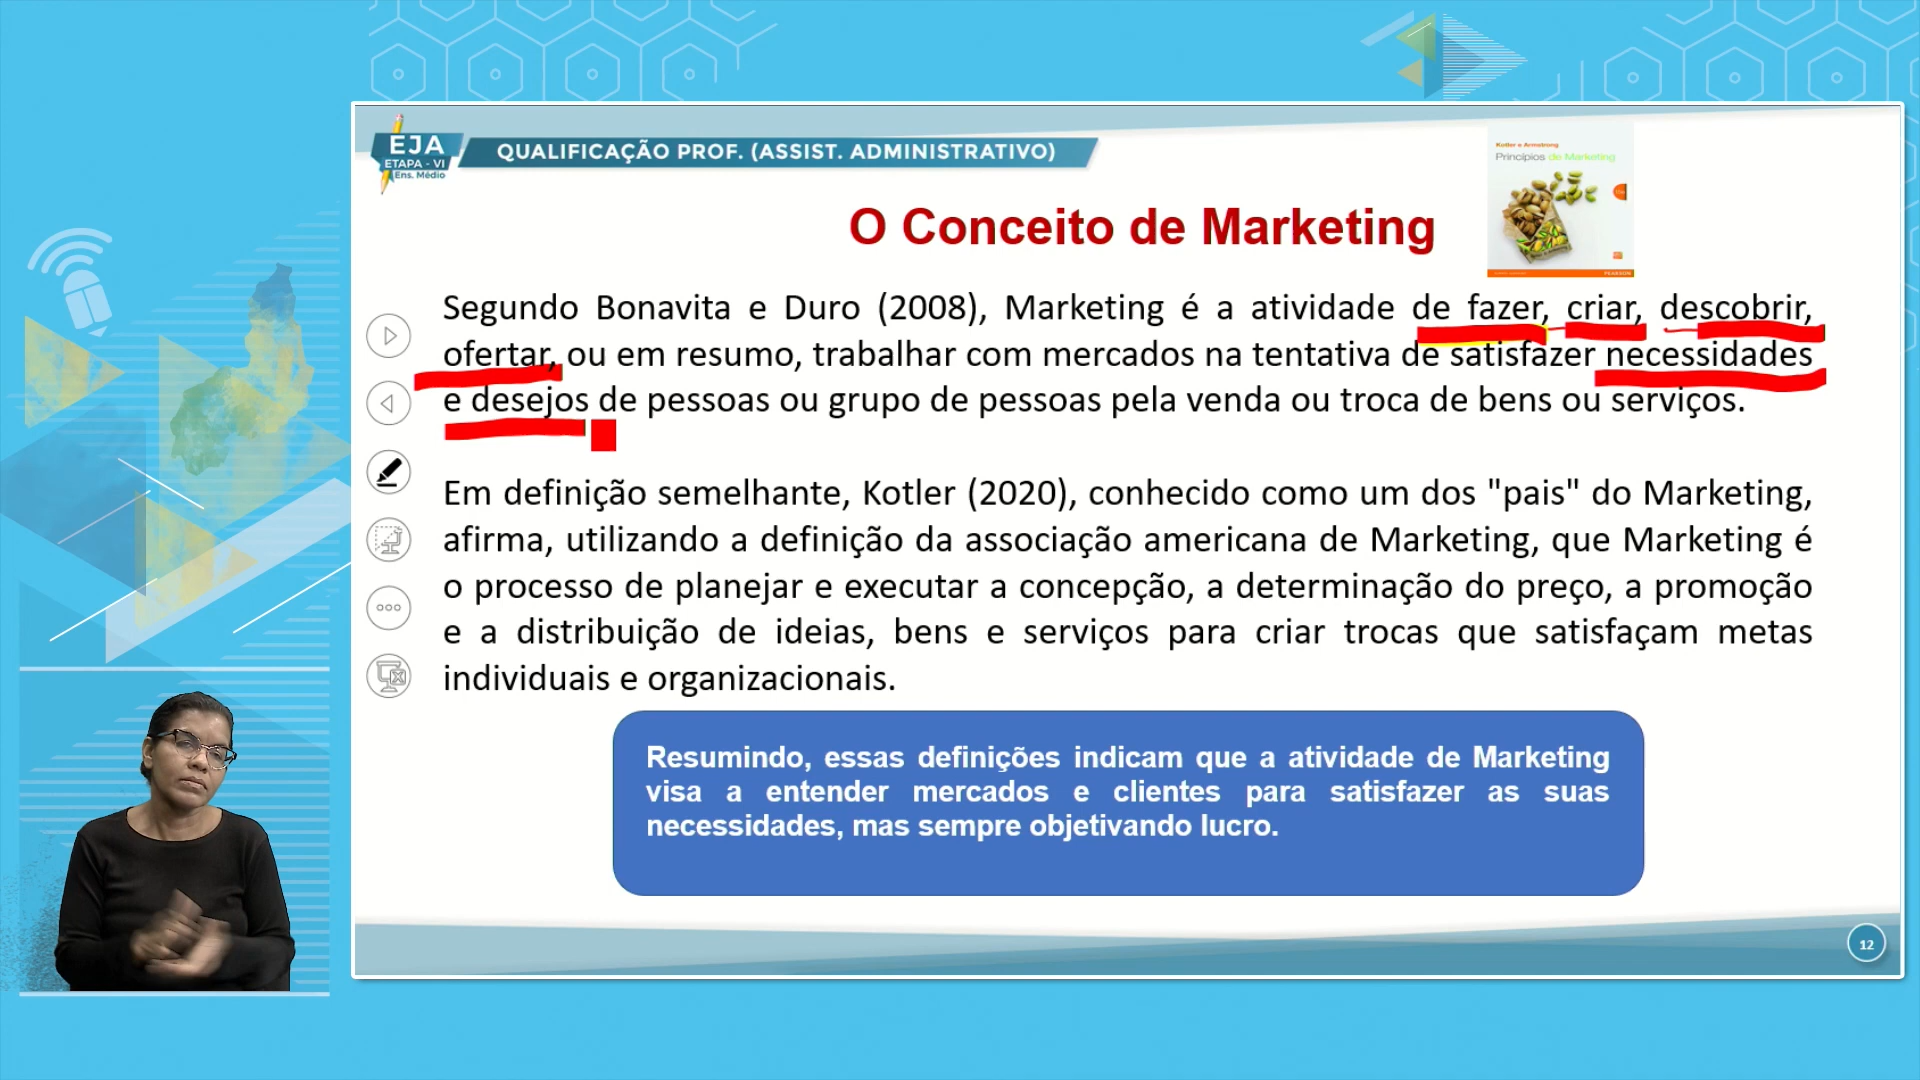 EJA
ETAPA - VI
Ens. Médio
QUALIFICAÇÃO PROF. (ASSIST. ADMINISTRATIVO)
Kotler e Armstrong
Princípios de Marketing
PEARSON
O Conceito de Marketing
Segundo Bonavita e Duro (2008), Marketing é a atividade de fazer, criar, descobrir,
ofertar, ou em resumo, trabalhar com mercados na tentativa de satisfazer necessidades
e desejos de pessoas ou grupo de pessoas pela venda ou troca de bens ou serviços.
Em definição semelhante, Kotler (2020), conhecido como um dos "pais" do Marketing,
afirma, utilizando a definição da associação americana de Marketing, que Marketing é
o processo de planejar e executar a concepção, a determinação do preço, a promoção
e a distribuição de ideias, bens e serviços para criar trocas que satisfaçam metas
individuais e organizacionais.
Resumindo, essas definições indicam que a atividade de Marketing
visa a entender mercados e clientes para satisfazer as suas
necessidades, mas sempre objetivando lucro.
12